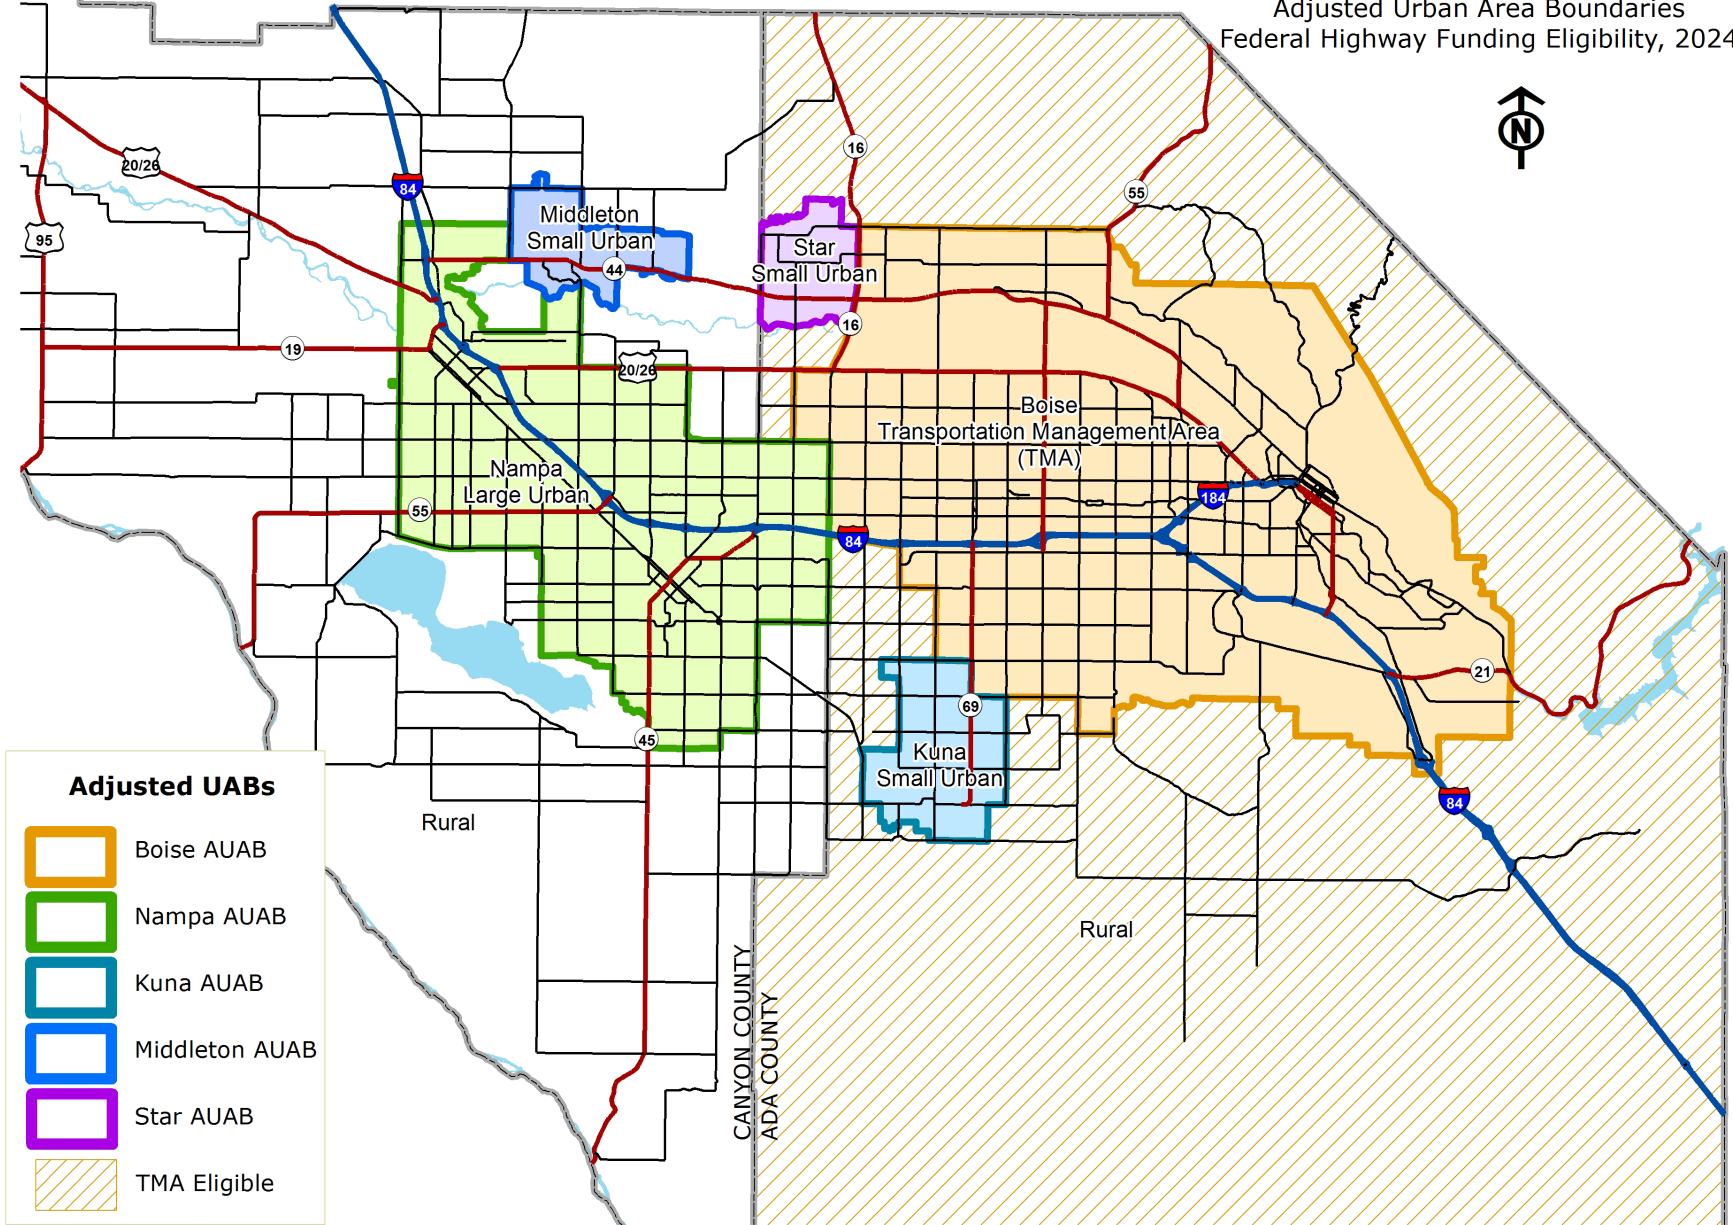 Adjusted Urban Area Boundaries
Federal Highway Funding Eligibility, 2024
N
16
55
20/26
84
95
Middleton
Small Urban
44
Star
Small Urban
16
19
20/26
Boise
Transportation Management Area
(TMA)
Nampa
Large Urban
55
184
84
21
69
45
Kuna
Small Urban
84
Rural
Rural
CANYON COUNTY
ADA COUNTY
Adjusted UABs
Boise AUAB
Nampa AUAB
Kuna AUAB
Middleton AUAB
Star AUAB
TMA Eligible